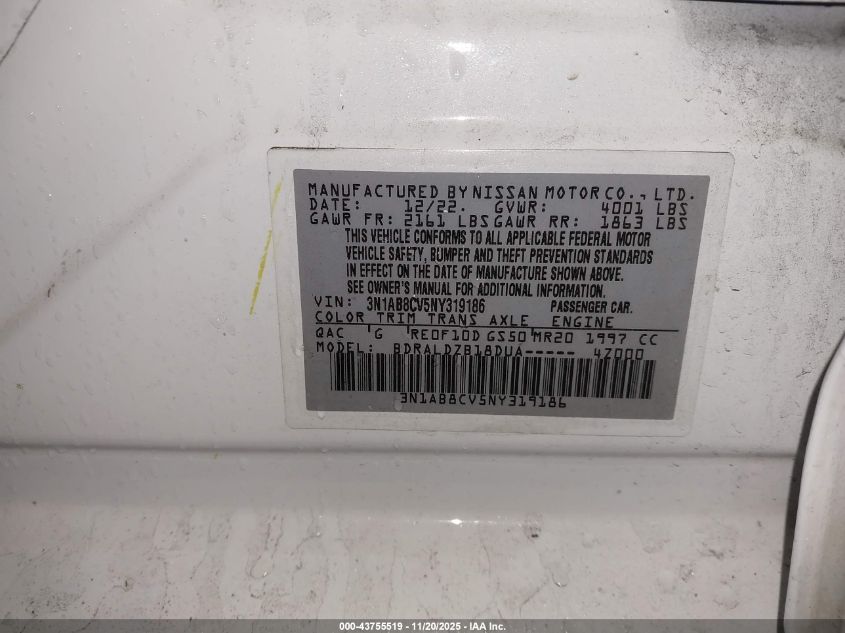 MANUFACTURED BY NISSAN MOTOR CO., LTD.
DATE: 12/22. GVWR: 4001 LBS
GAWR FR: 2161 LBS GAWR RR: 1863 LBS
THIS VEHICLE CONFORMS TO ALL APPLICABLE FEDERAL MOTOR
VEHICLE SAFETY, BUMPER AND THEFT PREVENTION STANDARDS
IN EFFECT ON THE DATE OF MANUFACTURE SHOWN ABOVE.
SEE OWNER'S MANUAL FOR ADDITIONAL INFORMATION.
VIN: 3N1AB8CV5NY319186 PASSENGER CAR.
COLOR TRIM TRANS AXLE ENGINE
QAC G RE0F10D GS50 MR20 1997 CC
MODEL: BDRALDZB18DUA----- 4Z000
3N1AB8CV5NY319186
000-43755519 - 11/20/2025 - IAA Inc.